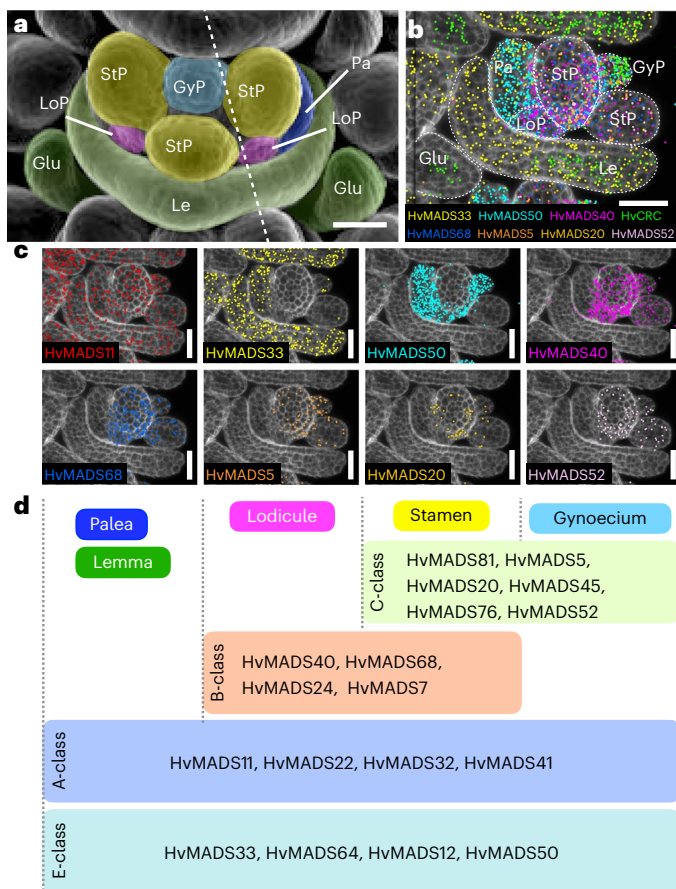 a
StP
GyP
StP
Pa
LoP
LoP
StP
Glu
Glu
Le
b
Pa
StP
GyP
LoP
StP
Glu
Le
HvMADS33 HvMADS50 HvMADS40 HvCRC
HvMADS68 HvMADS5 HvMADS20 HvMADS52
c
HvMADS11
HvMADS33
HvMADS50
HvMADS40
HvMADS68
HvMADS5
HvMADS20
HvMADS52
d
Palea
Lodicule
Stamen
Gynoecium
Lemma
C-class
HvMADS81, HvMADS5,
HvMADS20, HvMADS45,
HvMADS76, HvMADS52
B-class
HvMADS40, HvMADS68,
HvMADS24, HvMADS7
A-class
HvMADS11, HvMADS22, HvMADS32, HvMADS41
E-class
HvMADS33, HvMADS64, HvMADS12, HvMADS50